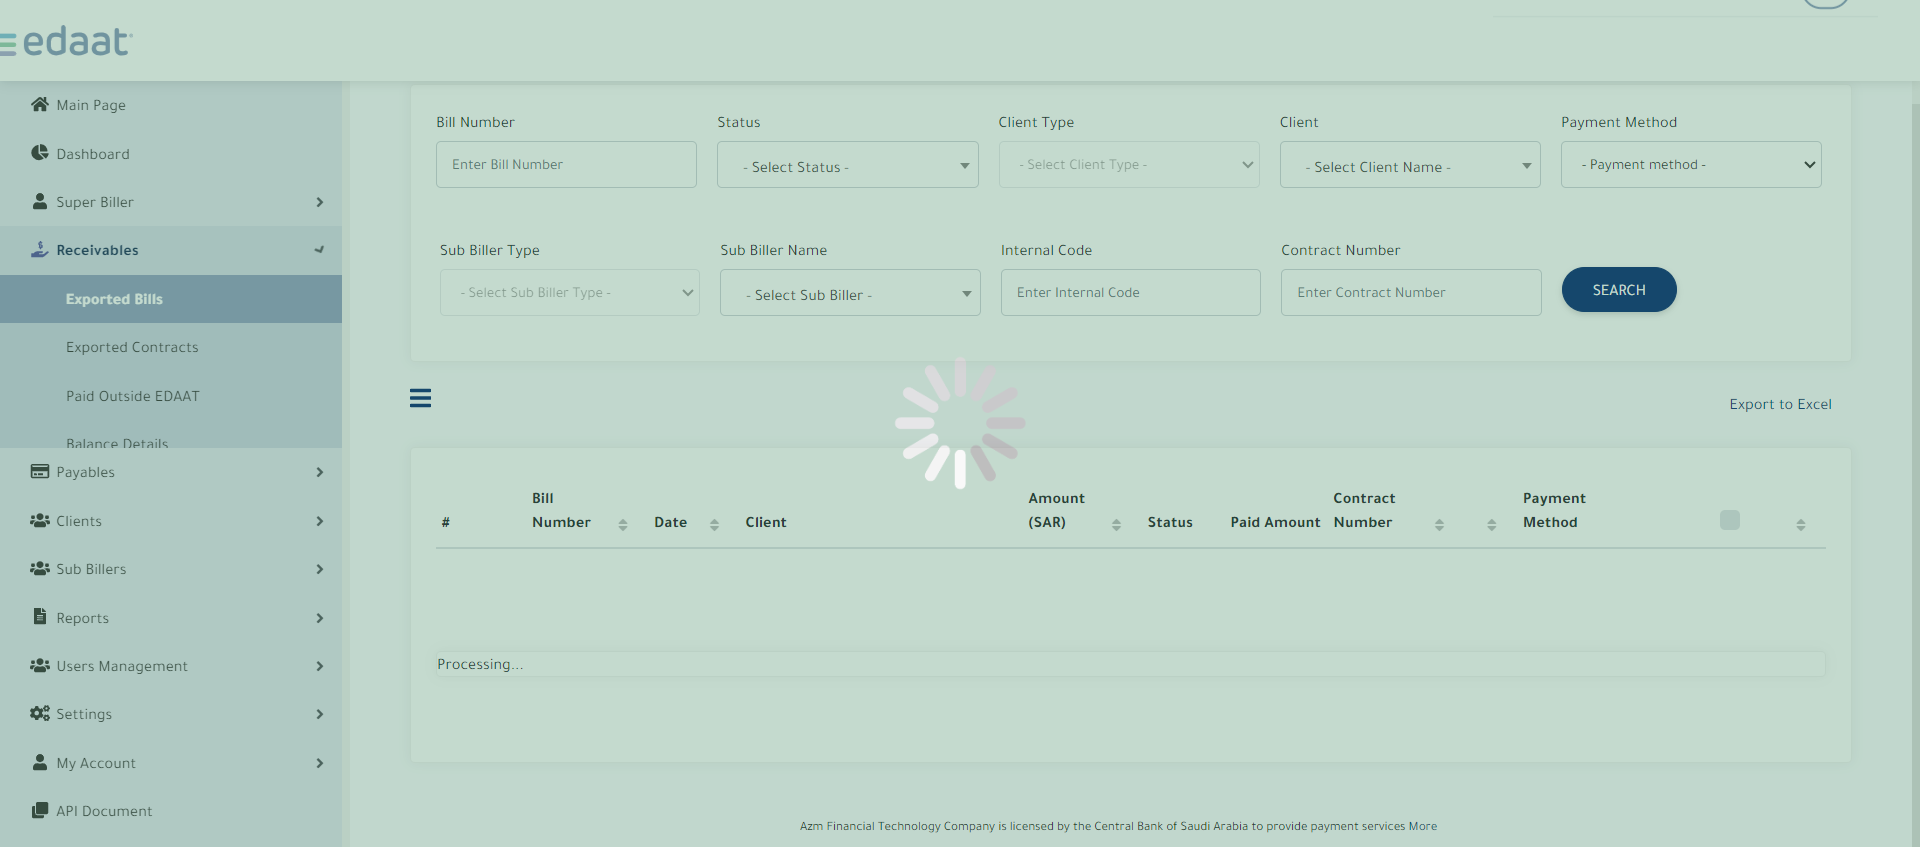 edaat
Main Page
Dashboard
Super Biller
Receivables
Exported Bills
Exported Contracts
Paid Outside EDAAT
Balance Details
Payables
Clients
Sub Billers
Reports
Users Management
Settings
My Account
API Document
Bill Number
Status
Client Type
Client
Payment Method
Enter Bill Number
- Select Status -
- Select Client Type -
- Select Client Name -
- Payment method -
Sub Biller Type
Sub Biller Name
Internal Code
Contract Number
- Select Sub Biller Type -
- Select Sub Biller -
Enter Internal Code
Enter Contract Number
SEARCH
Export to Excel
#
Bill
Number
Date
Client
Amount
(SAR)
Status
Paid Amount
Contract
Number
Payment
Method
Processing...
Azm Financial Technology Company is licensed by the Central Bank of Saudi Arabia to provide payment services More